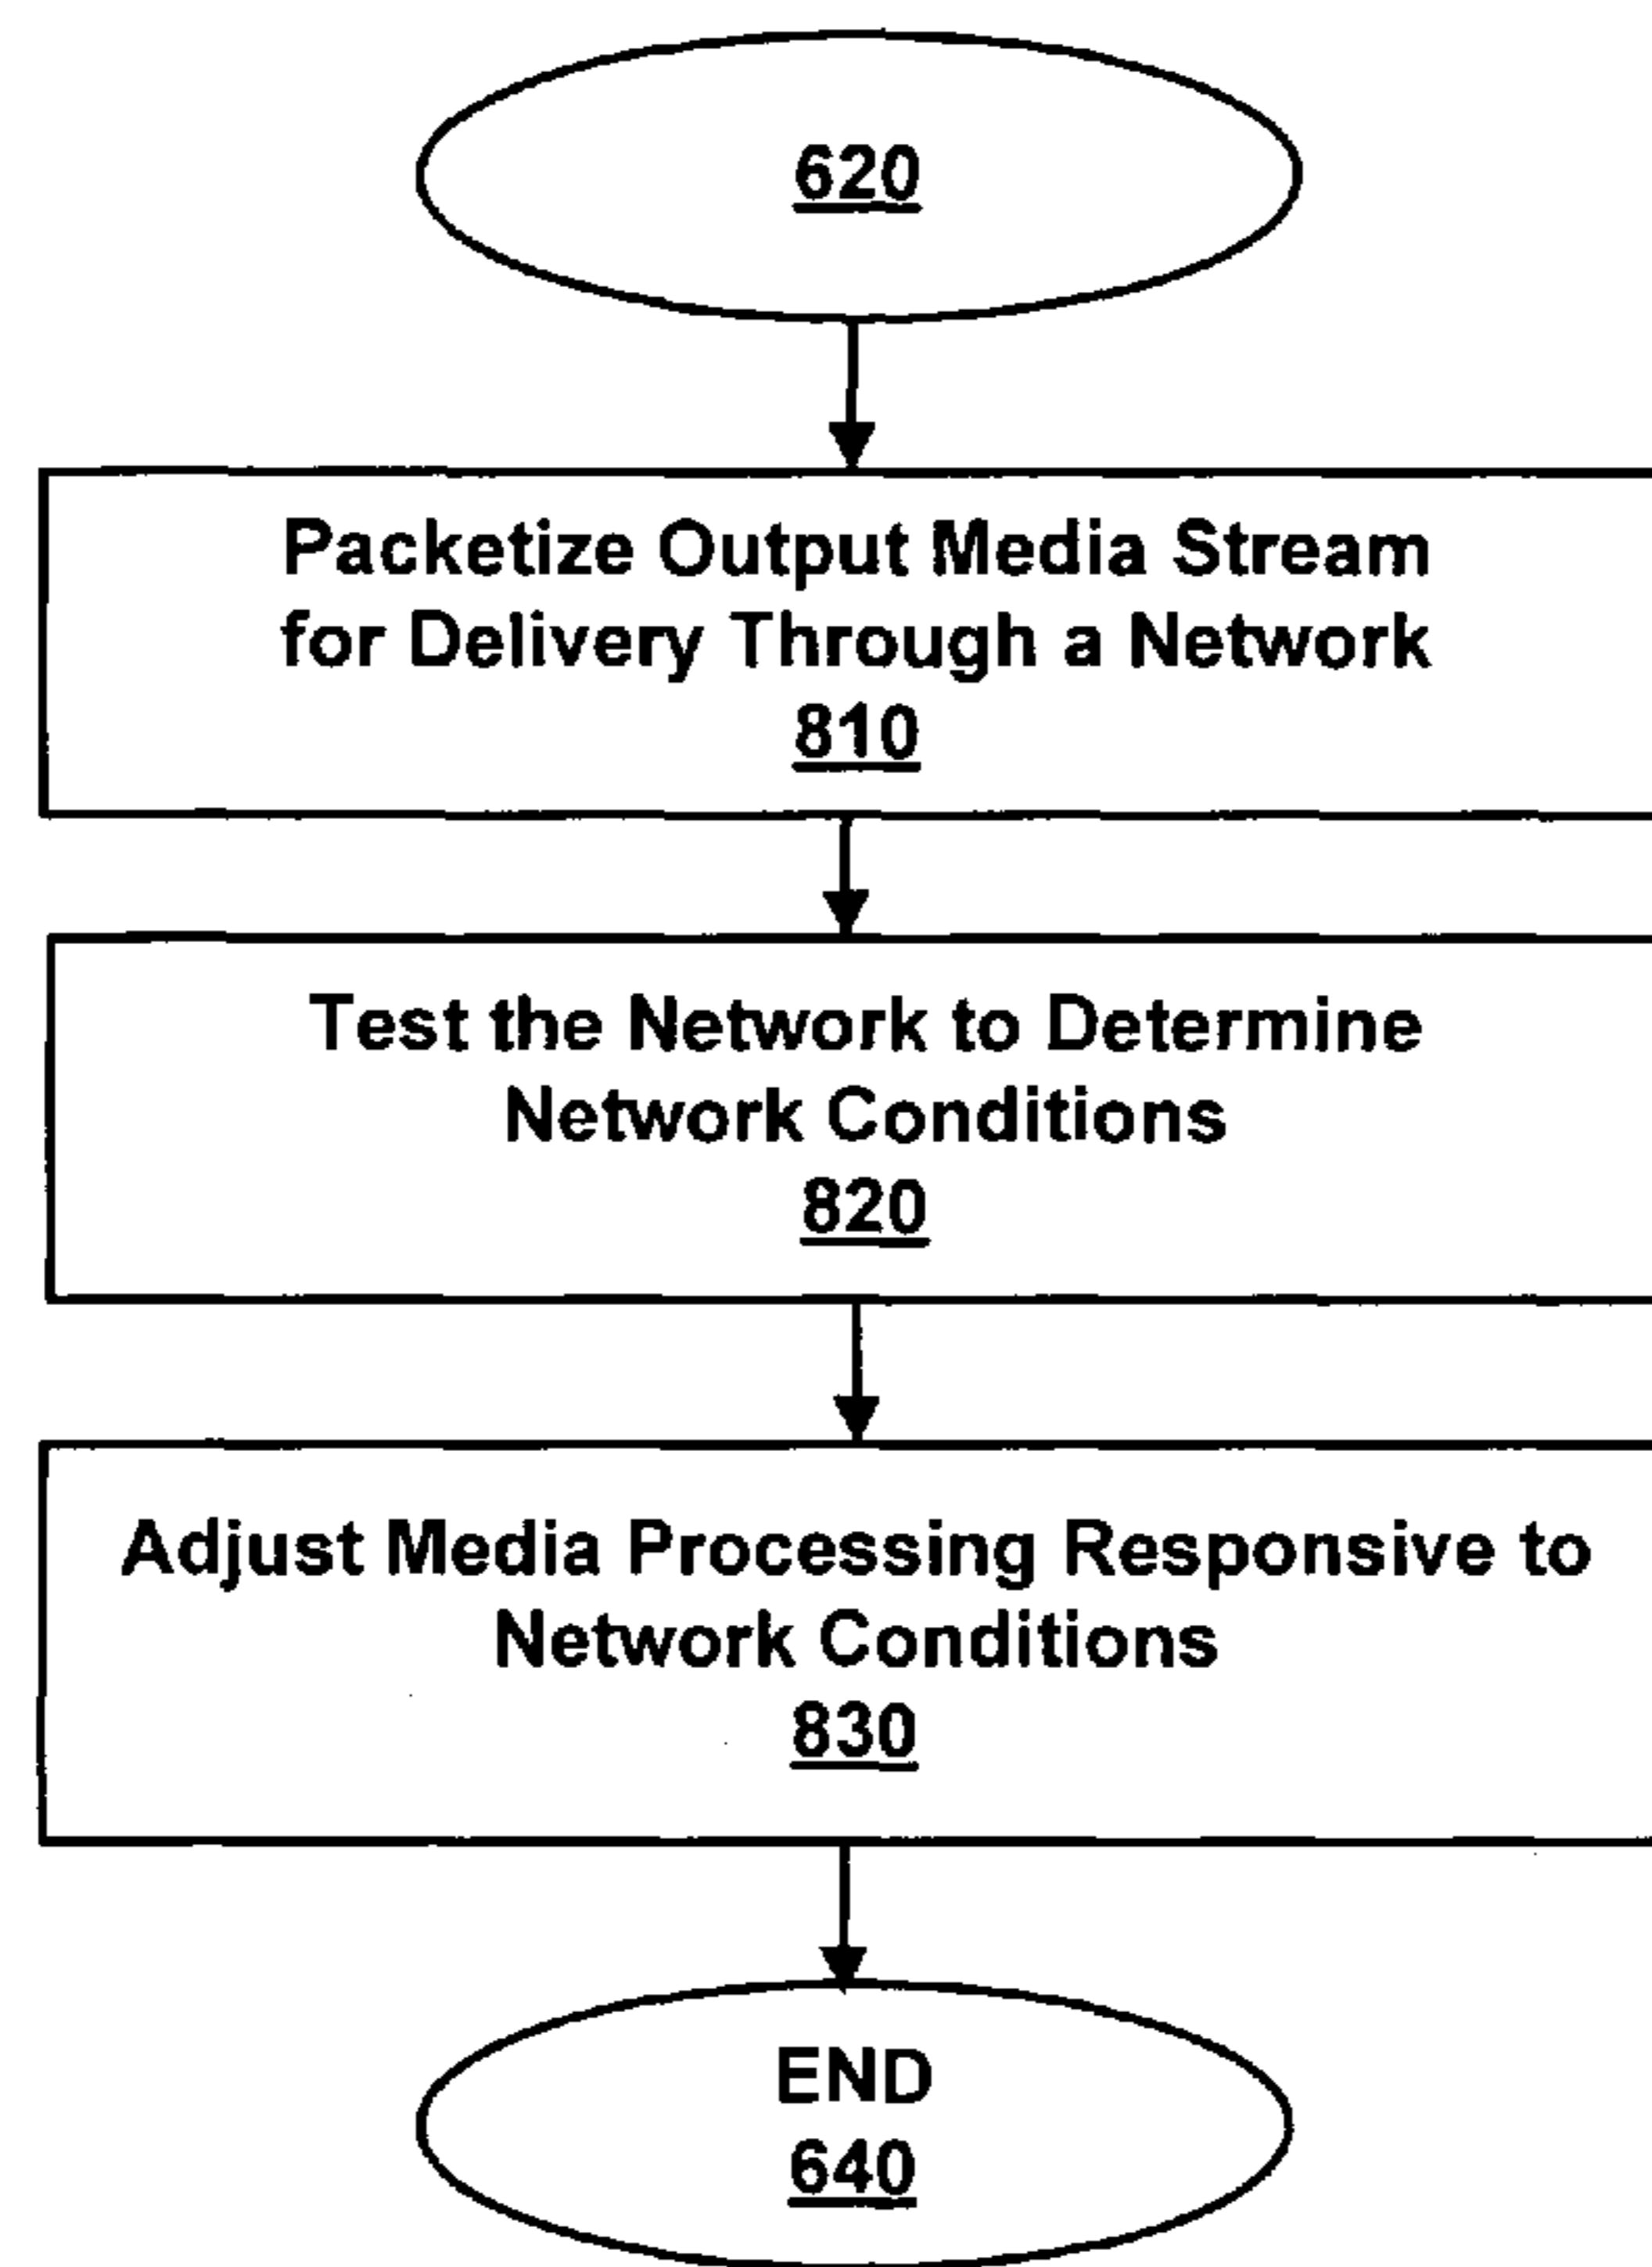 620
Packetize Output Media Stream
for Delivery Through a Network
810
Test the Network to Determine
Network Conditions
820
Adjust Media Processing Responsive to
Network Conditions
830
END
640